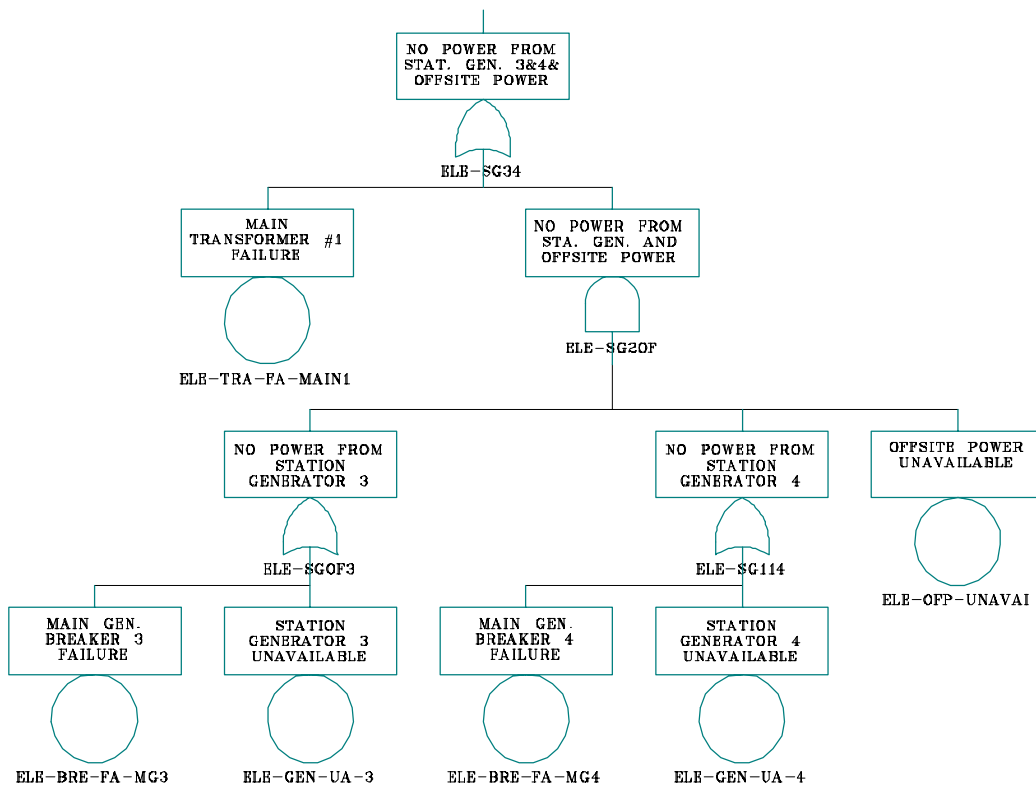 NO POWER FROM
STAT. GEN. 3&4&
OFFSITE POWER
ELE-SG34
MAIN
TRANSFORMER #1
FAILURE
ELE-TRA-FA-MAIN1
NO POWER FROM
STA. GEN. AND
OFFSITE POWER
ELE-SG2OF
NO POWER FROM
STATION
GENERATOR 3
ELE-SGOF3
NO POWER FROM
STATION
GENERATOR 4
ELE-SG114
OFFSITE POWER
UNAVAILABLE
ELE-OFP-UNAVAI
MAIN GEN.
BREAKER 3
FAILURE
ELE-BRE-FA-MG3
STATION
GENERATOR 3
UNAVAILABLE
ELE-GEN-UA-3
MAIN GEN.
BREAKER 4
FAILURE
ELE-BRE-FA-MG4
STATION
GENERATOR 4
UNAVAILABLE
ELE-GEN-UA-4